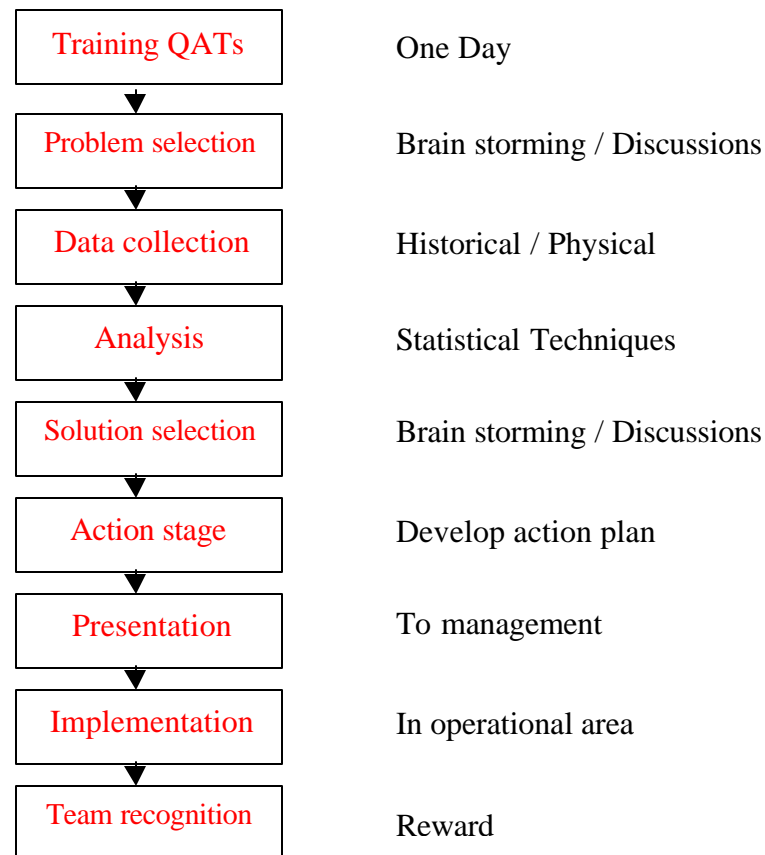 Training QATs One Day
Problem selection Brain storming / Discussions
Data collection Historical / Physical
Analysis Statistical Techniques
Solution selection Brain storming / Discussions
Action stage Develop action plan
Presentation To management
Implementation In operational area
Team recognition Reward